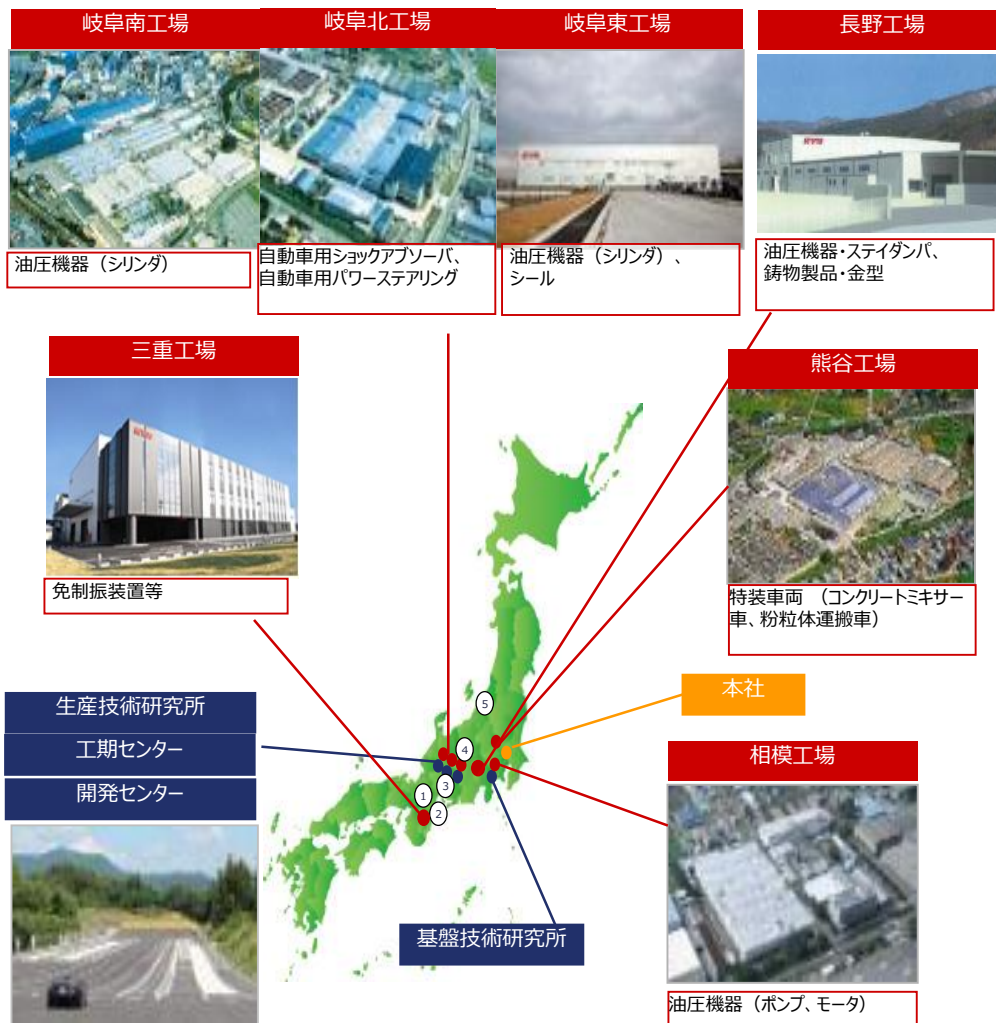 岐阜南工場
岐阜北工場
岐阜東工場
長野工場
油圧機器（シリンダ）
自動車用ショックアブソーバ、
自動車用パワーステアリング
油圧機器（シリンダ）、
シール
油圧機器・ステイダンパ、
鋳物製品・金型
三重工場
熊谷工場
免制振装置等
特装車両　（コンクリートミキサー
車、粉粒体運搬車）
生産技術研究所
工期センター
開発センター
本社
相模工場
⑤
④
③
①
②
基盤技術研究所
油圧機器（ポンプ、モータ）